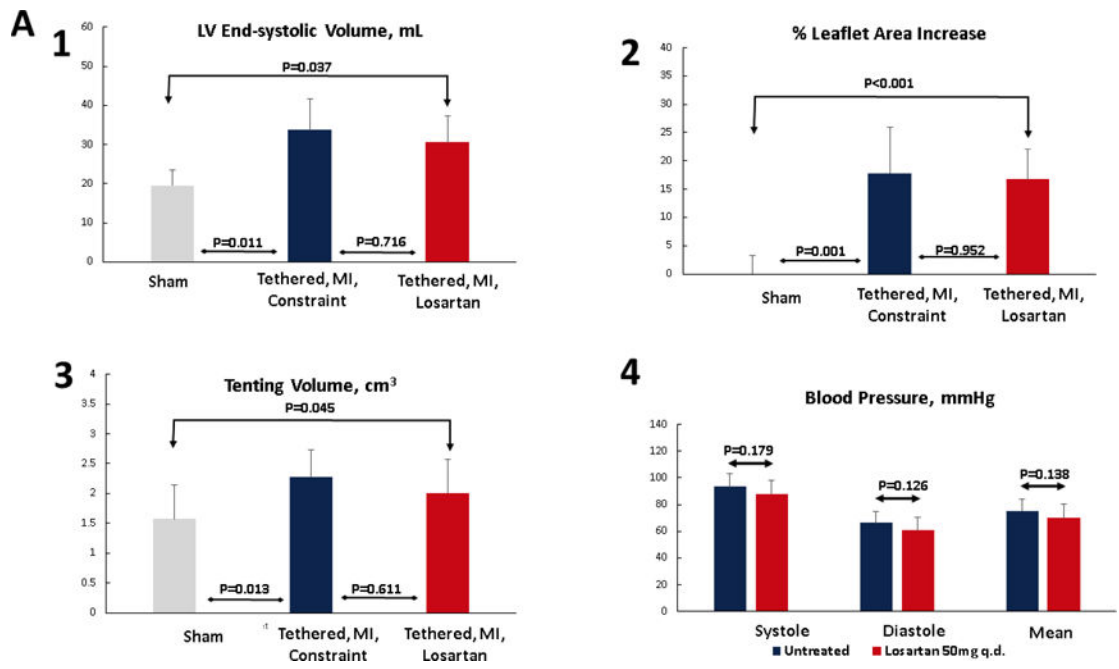 A
1
LV End-systolic Volume, mL
70
60
50
40
30
20
10
0
P=0.037
P=0.011
P=0.716
Sham
Tethered, MI,
Constraint
Tethered, MI,
Losartan
2
% Leaflet Area Increase
40
35
30
25
20
15
10
5
0
P<0.001
P=0.001
P=0.952
Sham
Tethered, MI,
Constraint
Tethered, MI,
Losartan
3
Tenting Volume, cm³
4
3.5
3
2.5
2
1.5
1
0.5
0
P=0.045
P=0.013
P=0.611
Sham
Tethered, MI,
Constraint
Tethered, MI,
Losartan
4
Blood Pressure, mmHg
140
120
100
80
60
40
20
0
P=0.179
P=0.126
P=0.138
Systole
Diastole
Mean
Untreated
Losartan 50mg q.d.